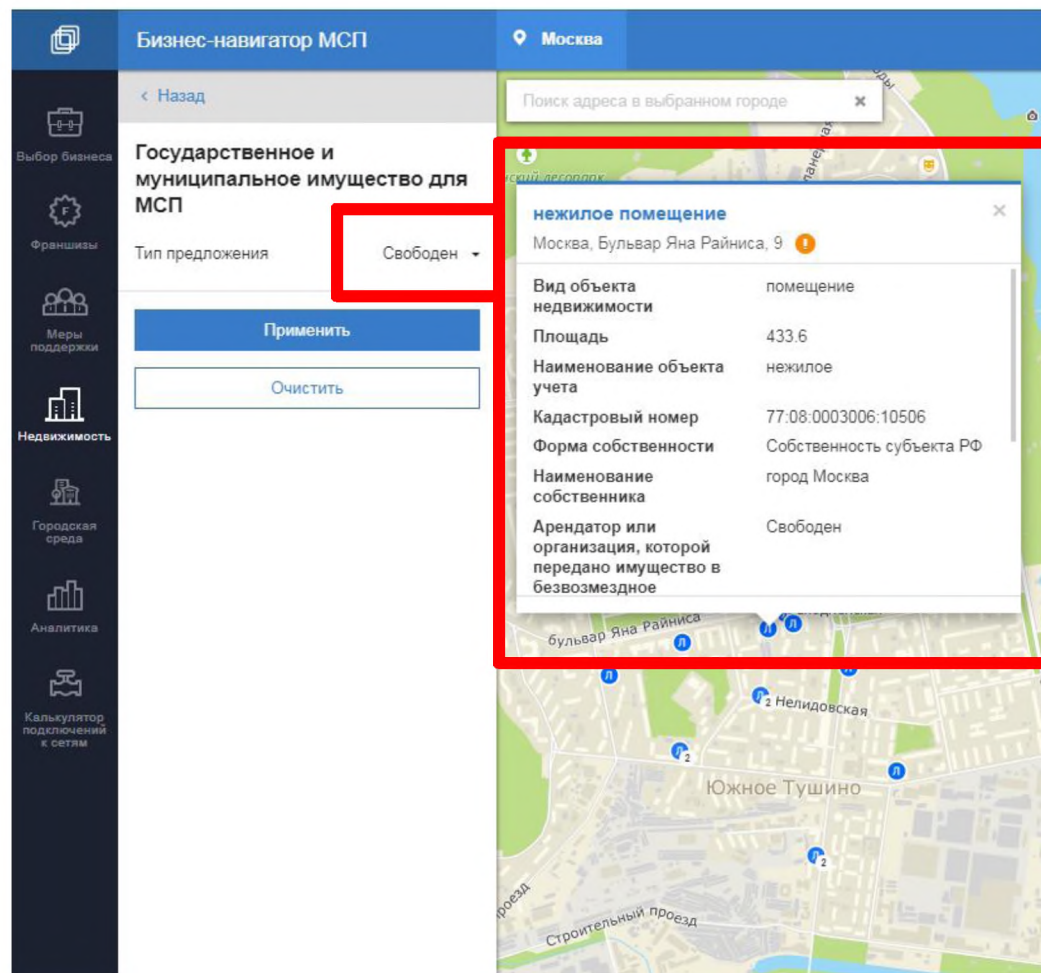 Бизнес-навигатор МСП
Москва
‹ Назад
Поиск адреса в выбранном городе
Выбор бизнеса
Франшизы
Меры
поддержки
Недвижимость
Городская
среда
Аналитика
Калькулятор
подключений
к сетям
Государственное и
муниципальное имущество для
МСП
Тип предложения
Свободен
Применить
Очистить
нежилое помещение
Москва, Бульвар Яна Райниса, 9
Вид объекта
недвижимости
помещение
Площадь
433.6
Наименование объекта
учета
нежилое
Кадастровый номер
77:08:0003006:10506
Форма собственности
Собственность субъекта РФ
Наименование
собственника
город Москва
Арендатор или
организация, которой
передано имущество в
безвозмездное
Свободен
бульвар Яна Райниса
Л
Л
Л
Л
2 Нелидовская
2
Л
Южное Тушино
2
Строительный проезд
проезд